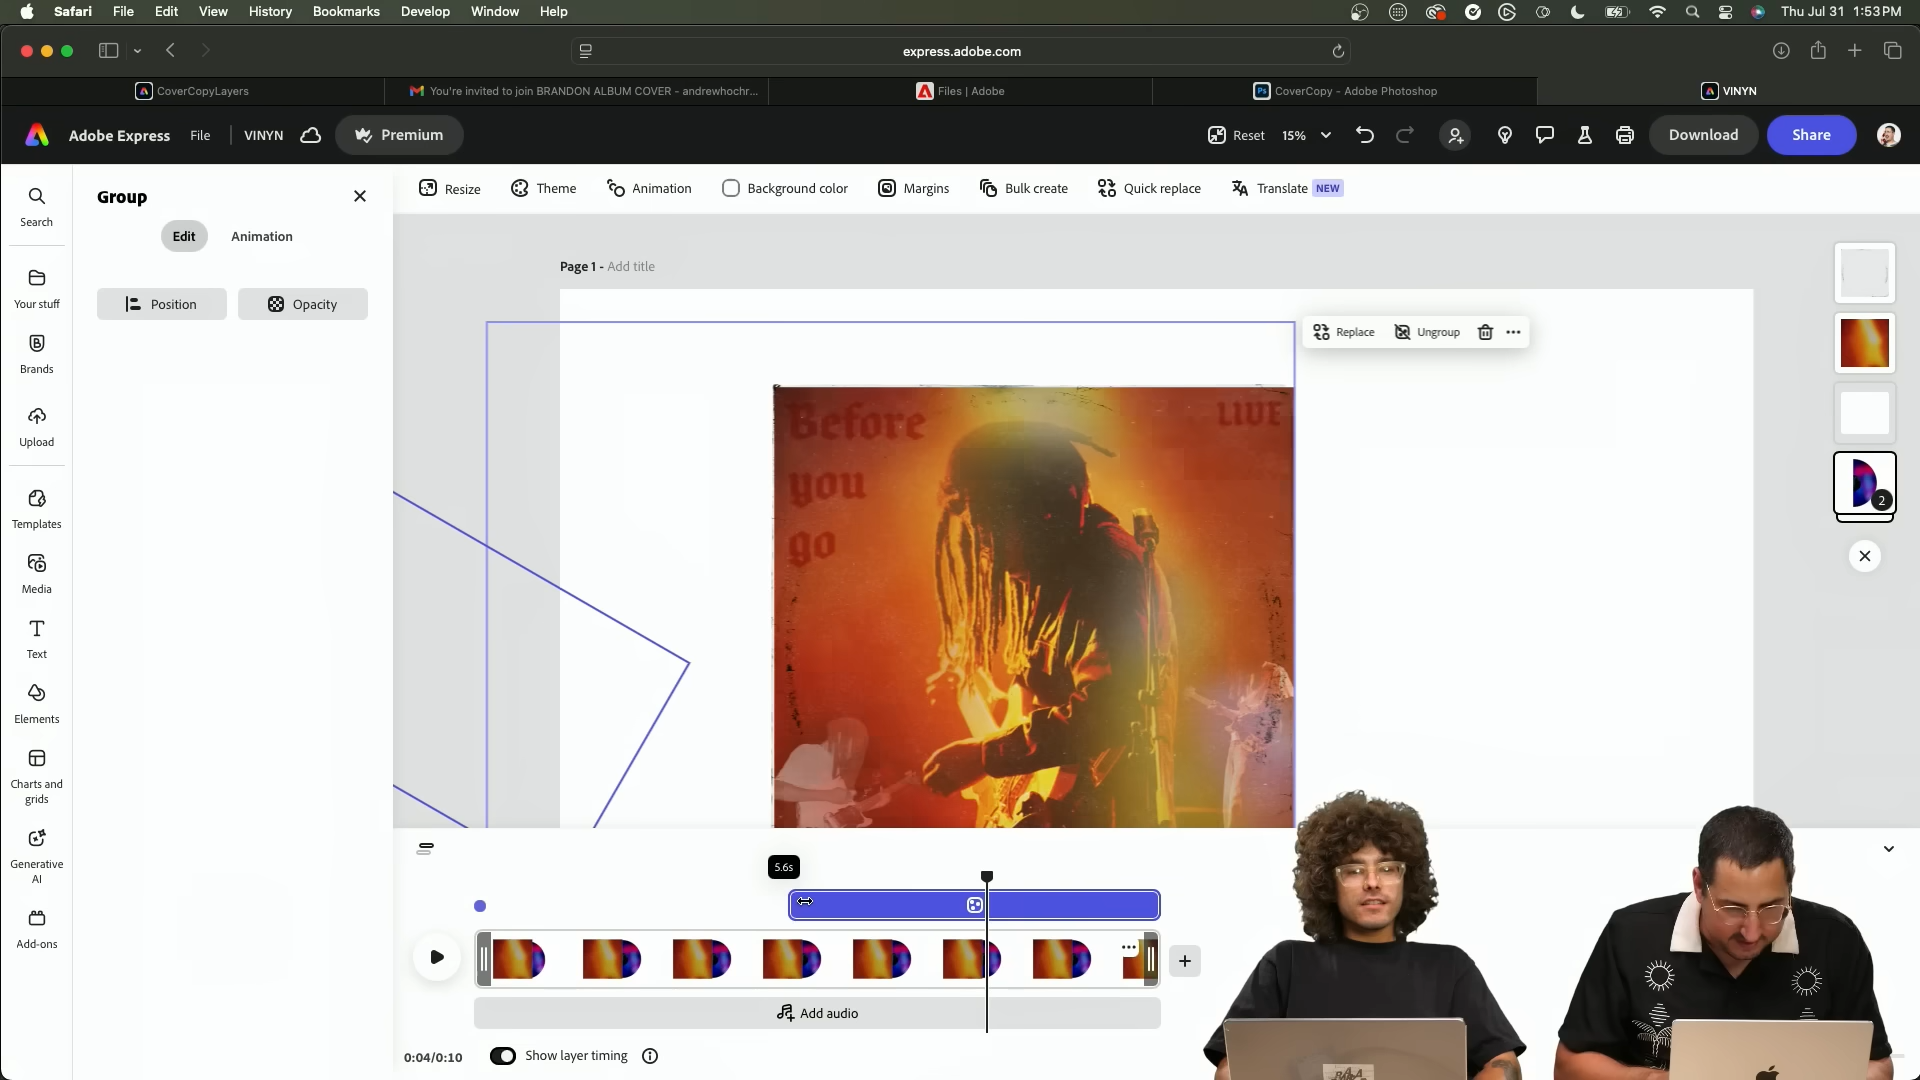 Safari File Edit View History Bookmarks Develop Window Help Thu Jul 31 1:53 PM
express.adobe.com
CoverCopyLayers
You're invited to join BRANDON ALBUM COVER - andrewhochr...
Files | Adobe
CoverCopy - Adobe Photoshop
VINYN
Adobe Express File VINYN Premium Reset 15% Download Share
Search
Your stuff
Brands
Upload
Templates
Media
Text
Elements
Charts and
grids
Generative
AI
Add-ons
Group
Edit Animation
Position Opacity
Resize Theme Animation Background color Margins Bulk create Quick replace Translate NEW
Page 1 - Add title
Replace Ungroup
Before
you
go
LIVE
2
5.6s
Add audio
0:04/0:10 Show layer timing